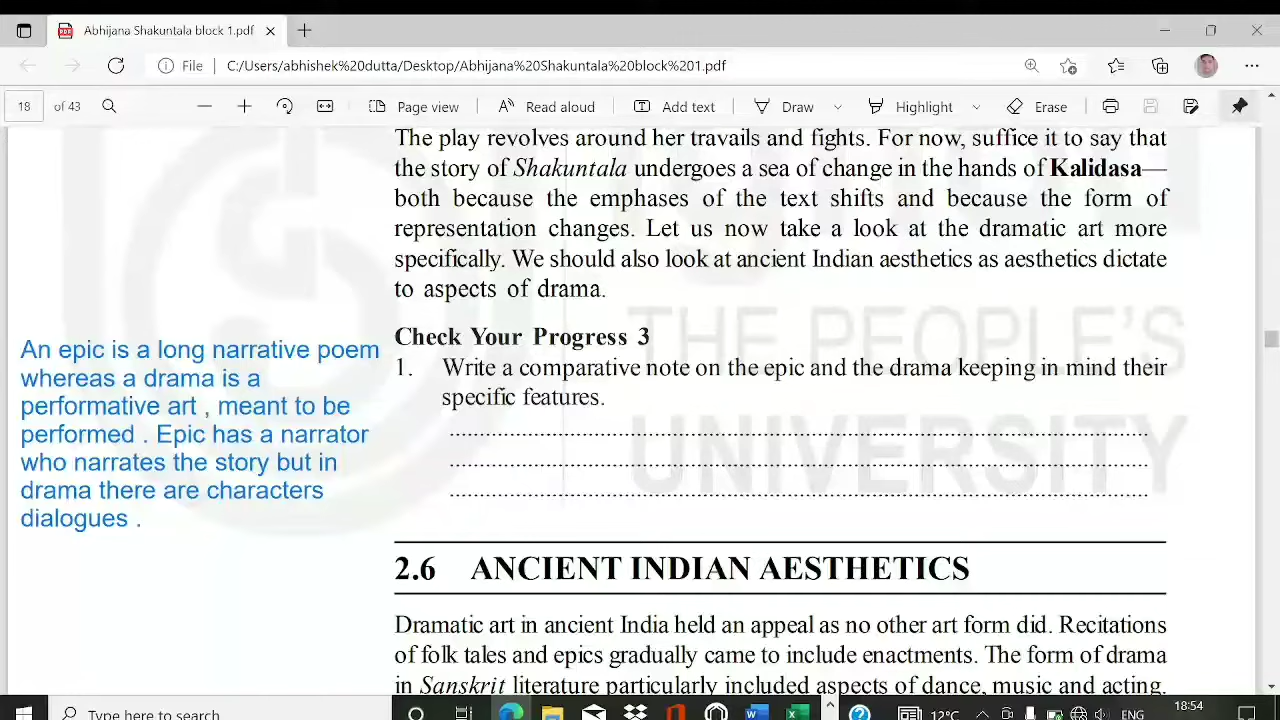 Abhijana Shakuntala block 1.pdf
File C:/Users/abhishek%20dutta/Desktop/Abhijana%20Shakuntala%20block%201.pdf
18 of 43 Page view Read aloud Add text Draw Highlight Erase
The play revolves around her travails and fights. For now, suffice it to say that
the story of Shakuntala undergoes a sea of change in the hands of Kalidasa—
both because the emphases of the text shifts and because the form of
representation changes. Let us now take a look at the dramatic art more
specifically. We should also look at ancient Indian aesthetics as aesthetics dictate
to aspects of drama.
An epic is a long narrative poem
whereas a drama is a
performative art , meant to be
performed . Epic has a narrator
who narrates the story but in
drama there are characters
dialogues .
Check Your Progress 3
1. Write a comparative note on the epic and the drama keeping in mind their
specific features.
THE PEOPLE'S
UNIVERSITY
2.6 ANCIENT INDIAN AESTHETICS
Dramatic art in ancient India held an appeal as no other art form did. Recitations
of folk tales and epics gradually came to include enactments. The form of drama
in Sanskrit literature particularly included aspects of dance, music and acting.
Type here to search 12°C ENG 18:54